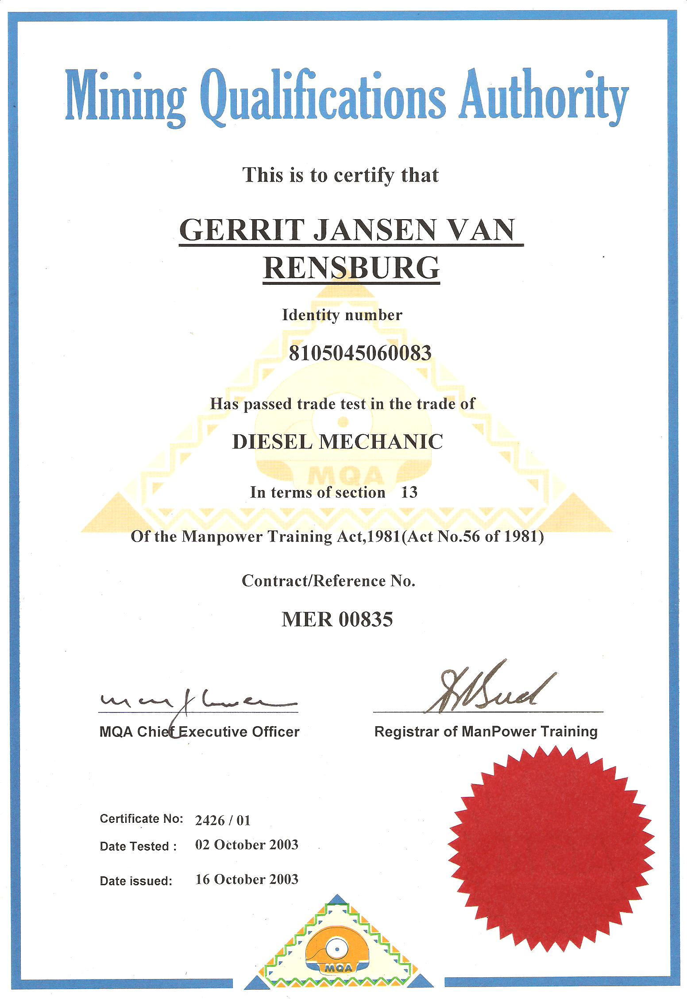 Mining Qualifications Authority
This is to certify that
GERRIT JANSEN VAN
RENSBURG
Identity number
8105045060083
Has passed trade test in the trade of
DIESEL MECHANIC
MQA
In terms of section 13
Of the Manpower Training Act,1981(Act No.56 of 1981)
Contract/Reference No.
MER 00835
MQA Chief Executive Officer
Registrar of ManPower Training
Certificate No: 2426 / 01
Date Tested : 02 October 2003
Date issued: 16 October 2003
MQA